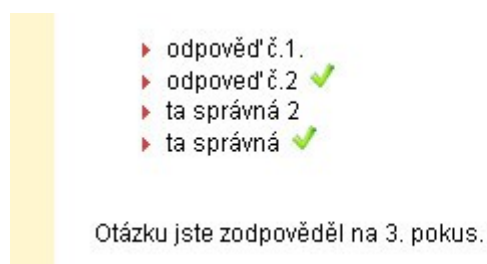 odpověď č.1.
odpoveď č.2
ta správná 2
ta správná
Otázku jste zodpověděl na 3. pokus.